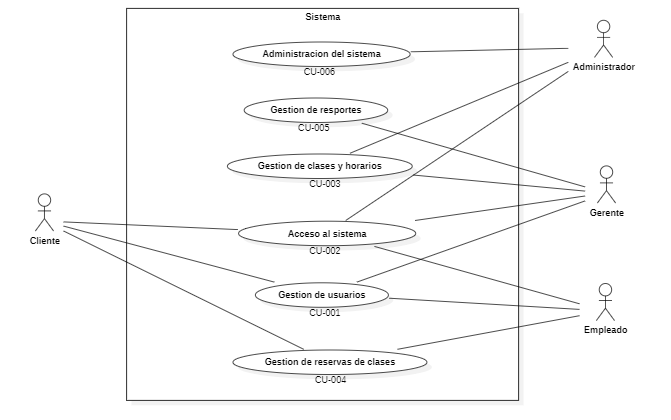 Sistema
Administracion del sistema
CU-006
Administrador
Gestion de resportes
CU-005
Gestion de clases y horarios
CU-003
Gerente
Cliente
Acceso al sistema
CU-002
Gestion de usuarios
CU-001
Empleado
Gestion de reservas de clases
CU-004